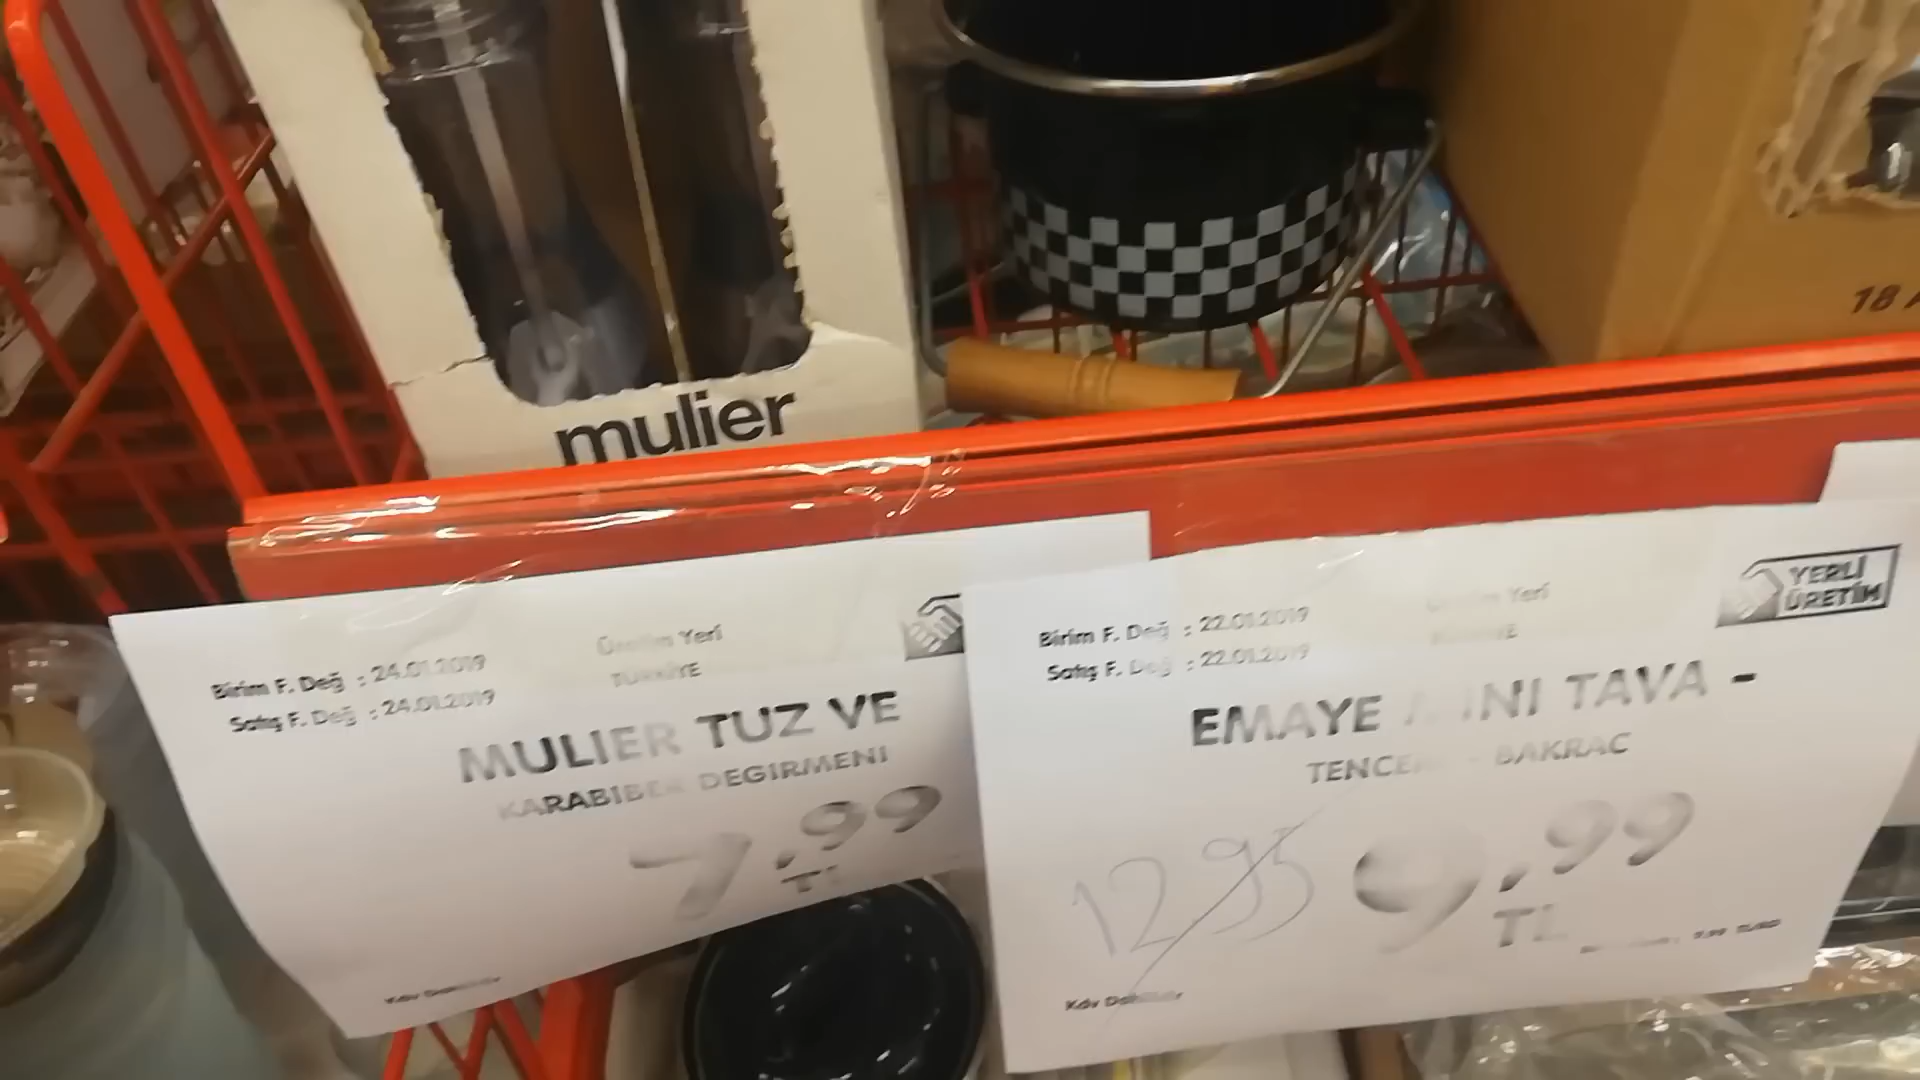 mulier
18
Birim F. Değ : 24.01.2019
Satış F. Değ : 24.01.2019
Üretim Yeri
TÜRKİYE
MULIER TUZ VE
KARABIBER DEGIRMENI
7,99
TL
Kdv Dahildir
YERLİ
ÜRETİM
Birim F. Değ : 22.01.2019
Satış F. Değ : 22.01.2019
Üretim Yeri
EMAYE MINI TAVA -
TENCERE - BAKRAC
12 95
9,99
TL
Kdv Dahildir